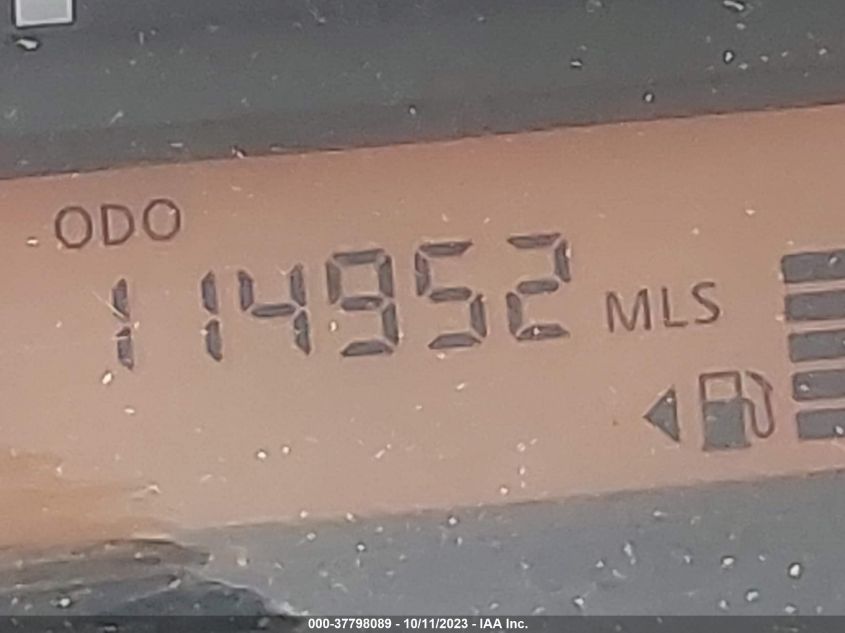 ODO
114952 MLS
000-37798089 - 10/11/2023 - IAA Inc.